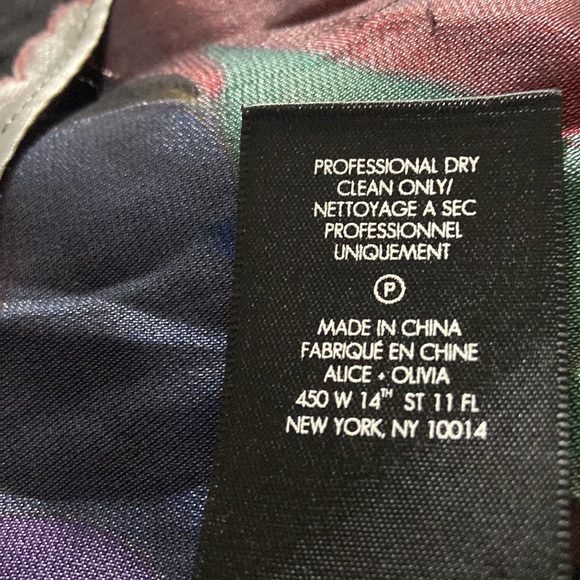 PROFESSIONAL DRY
CLEAN ONLY/
NETTOYAGE A SEC
PROFESSIONNEL
UNIQUEMENT
P
MADE IN CHINA
FABRIQUÉ EN CHINE
ALICE + OLIVIA
450 W 14TH ST 11 FL
NEW YORK, NY 10014